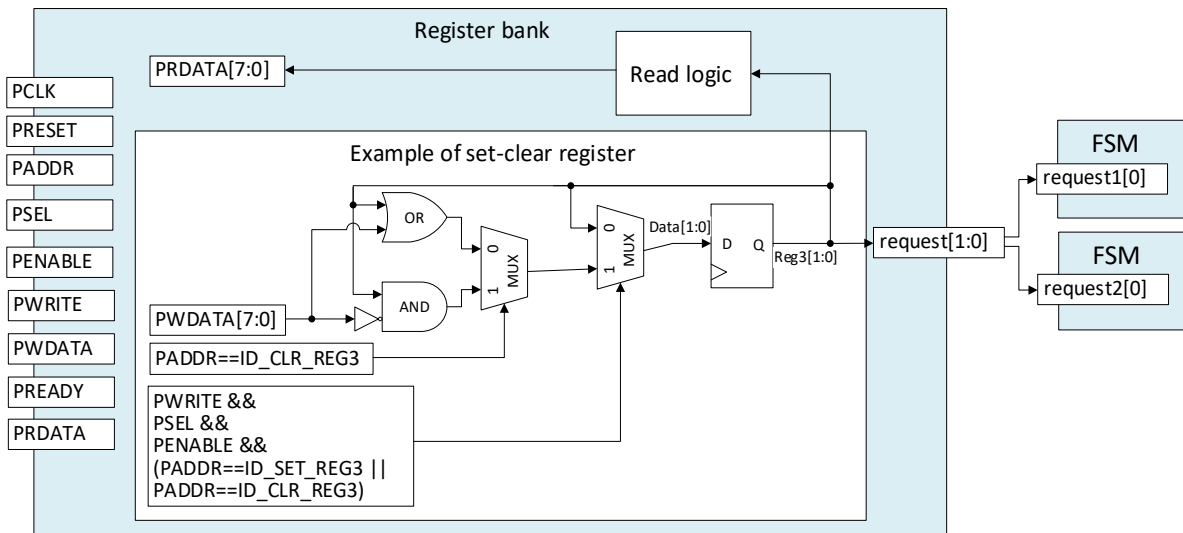 Register bank
PRDATA[7:0]
Read logic
PCLK
PRESET
PADDR
PSEL
PENABLE
PWRITE
PWDATA
PREADY
PRDATA
Example of set-clear register
OR
AND
0
1
MUX
0
1
MUX
Data[1:0]
D
Q
Reg3[1:0]
PWDATA[7:0]
PADDR==ID_CLR_REG3
PWRITE &&
PSEL &&
PENABLE &&
(PADDR==ID_SET_REG3 ||
PADDR==ID_CLR_REG3)
request[1:0]
FSM
request1[0]
FSM
request2[0]